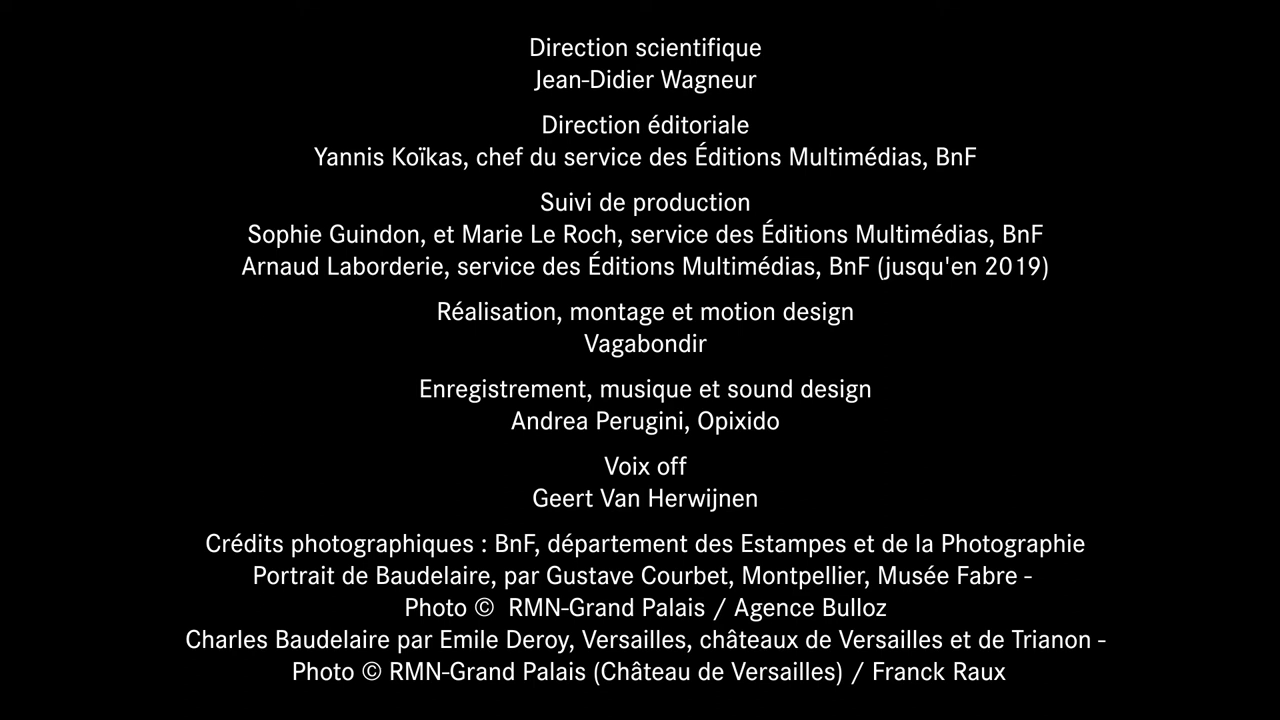 Direction scientifique
Jean-Didier Wagneur
Direction éditoriale
Yannis Koïkas, chef du service des Éditions Multimédias, BnF
Suivi de production
Sophie Guindon, et Marie Le Roch, service des Éditions Multimédias, BnF
Arnaud Laborderie, service des Éditions Multimédias, BnF (jusqu'en 2019)
Réalisation, montage et motion design
Vagabondir
Enregistrement, musique et sound design
Andrea Perugini, Opixido
Voix off
Geert Van Herwijnen
Crédits photographiques : BnF, département des Estampes et de la Photographie
Portrait de Baudelaire, par Gustave Courbet, Montpellier, Musée Fabre -
Photo © RMN-Grand Palais / Agence Bulloz
Charles Baudelaire par Emile Deroy, Versailles, châteaux de Versailles et de Trianon -
Photo © RMN-Grand Palais (Château de Versailles) / Franck Raux